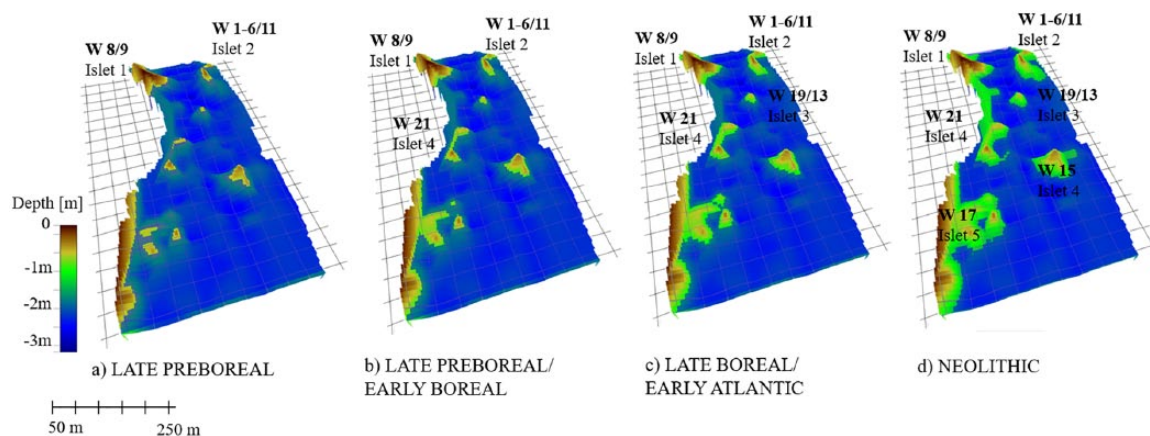 W 8/9
Islet 1
W 1-6/11
Islet 2
W 8/9
Islet 1
W 1-6/11
Islet 2
W 21
Islet 4
W 8/9
Islet 1
W 1-6/11
Islet 2
W 19/13
Islet 3
W 21
Islet 4
W 8/9
Islet 1
W 1-6/11
Islet 2
W 19/13
Islet 3
W 21
Islet 4
W 15
Islet 4
W 17
Islet 5
Depth [m]
0
-1m
-2m
-3m
a) LATE PREBOREAL
b) LATE PREBOREAL/
EARLY BOREAL
c) LATE BOREAL/
EARLY ATLANTIC
d) NEOLITHIC
50 m 250 m